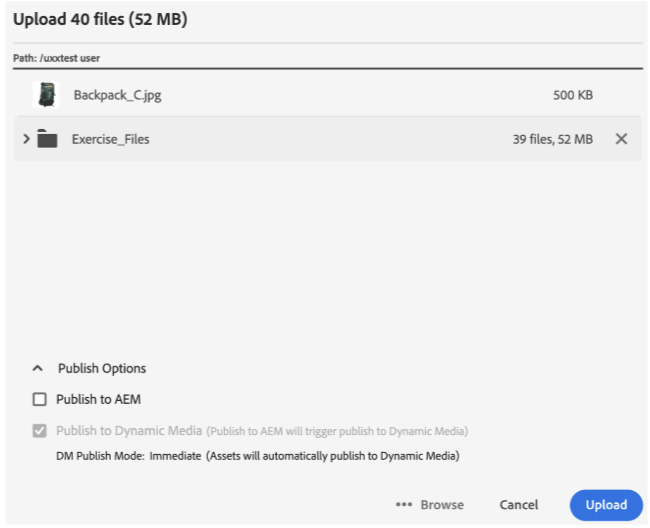 Upload 40 files (52 MB)
Path: /uxxtest user
Backpack_C.jpg 500 KB
Exercise_Files 39 files, 52 MB
Publish Options
Publish to AEM
Publish to Dynamic Media (Publish to AEM will trigger publish to Dynamic Media)
DM Publish Mode: Immediate (Assets will automatically publish to Dynamic Media)
Browse Cancel Upload